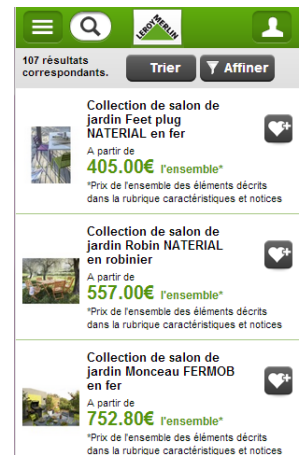 LEROY MERLIN
107 résultats
correspondants.
Trier
Affiner
Collection de salon de
jardin Feet plug
NATERIAL en fer
A partir de
405.00€ l'ensemble*
*Prix de l'ensemble des éléments décrits
dans la rubrique caractéristiques et notices
Collection de salon de
jardin Robin NATERIAL
en robinier
A partir de
557.00€ l'ensemble*
*Prix de l'ensemble des éléments décrits
dans la rubrique caractéristiques et notices
Collection de salon de
jardin Monceau FERMOB
en fer
A partir de
752.80€ l'ensemble*
*Prix de l'ensemble des éléments décrits
dans la rubrique caractéristiques et notices